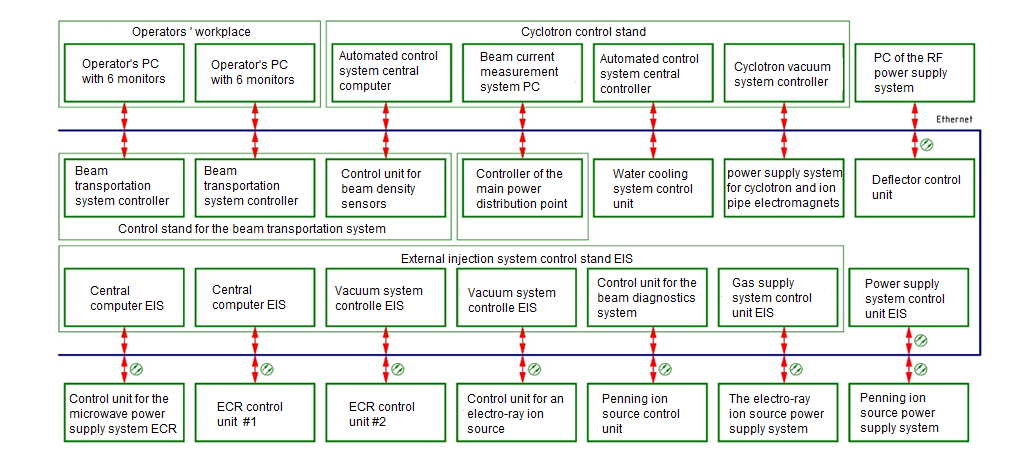 Operators ' workplace
Cyclotron control stand
Operator's PC
with 6 monitors
Operator's PC
with 6 monitors
Automated control
system central
computer
Beam current
measurement
system PC
Automated control
system central
controller
Cyclotron vacuum
system controller
PC of the RF
power supply
system
Ethernet
Beam
transportation
system controller
Beam
transportation
system controller
Control unit for
beam density
sensors
Controller of the
main power
distribution point
Water cooling
system control
unit
power supply system
for cyclotron and ion
pipe electromagnets
Deflector control
unit
Control stand for the beam transportation system
External injection system control stand EIS
Central
computer EIS
Central
computer EIS
Vacuum system
controlle EIS
Vacuum system
controlle EIS
Control unit for the
beam diagnostics
system
Gas supply
system control
unit EIS
Power supply
system control
unit EIS
Control unit for the
microwave power
supply system ECR
ECR control
unit #1
ECR control
unit #2
Control unit for an
electro-ray ion
source
Penning ion
source control
unit
The electro-ray
ion source power
supply system
Penning ion
source power
supply system